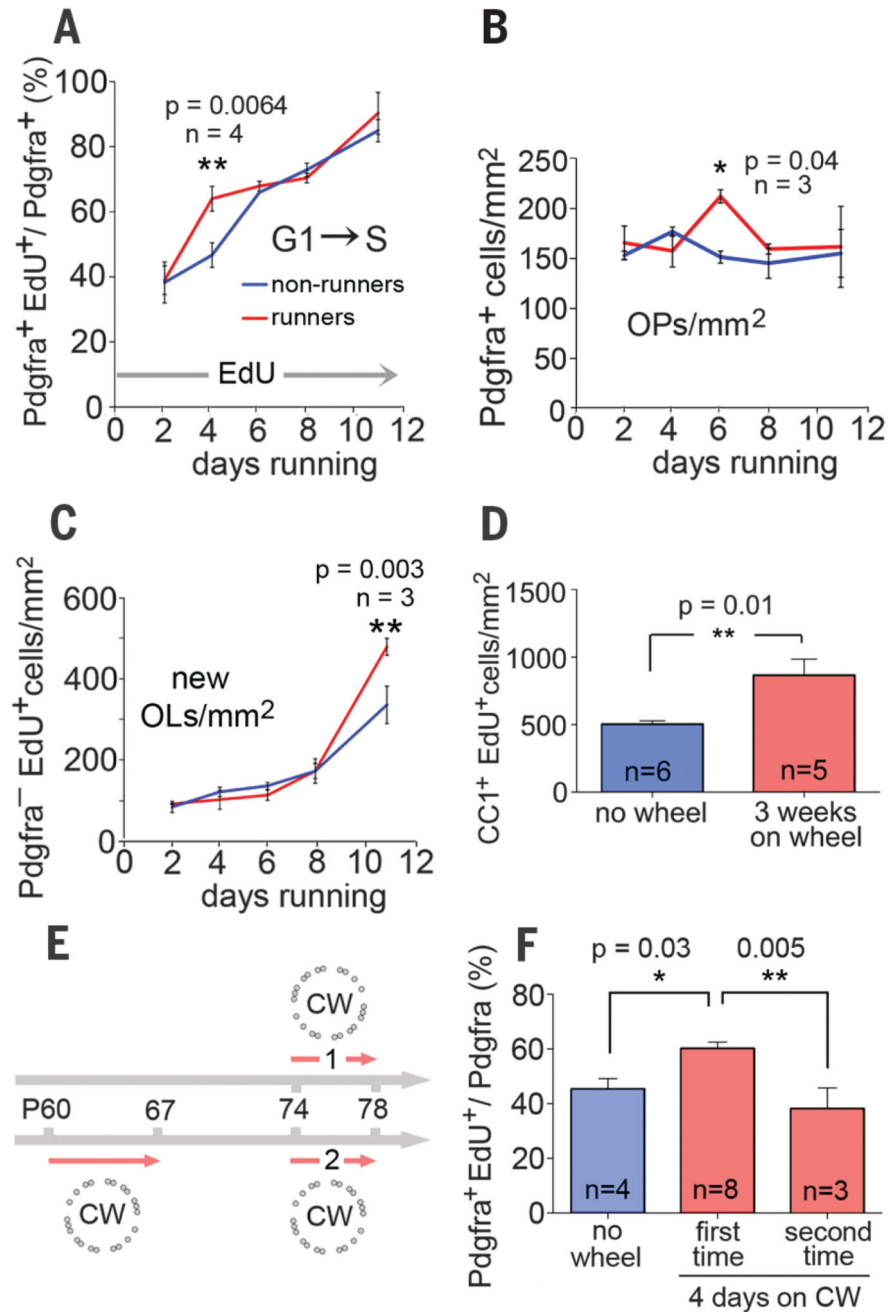 A
Pdgfra+ EdU+/ Pdgfra+ (%)
100
80
60
40
20
0
p = 0.0064
n = 4
**
G1→S
non-runners
runners
EdU
0 2 4 6 8 10 12
days running
B
Pdgfra+ cells/mm2
250
200
150
100
50
0
*
p = 0.04
n = 3
OPs/mm2
0 2 4 6 8 10 12
days running
C
Pdgfra− EdU+cells/mm2
600
400
200
0
p = 0.003
n = 3
**
new
OLs/mm2
0 2 4 6 8 10 12
days running
D
CC1+ EdU+cells/mm2
1500
1000
500
0
p = 0.01
**
n=6
n=5
no wheel
3 weeks
on wheel
E
CW
1
P60 67 74 78
2
CW
CW
F
Pdgfra+ EdU+/ Pdgfra (%)
80
60
40
20
0
p = 0.03 0.005
* **
n=4
n=8
n=3
no
wheel
first
time
second
time
4 days on CW